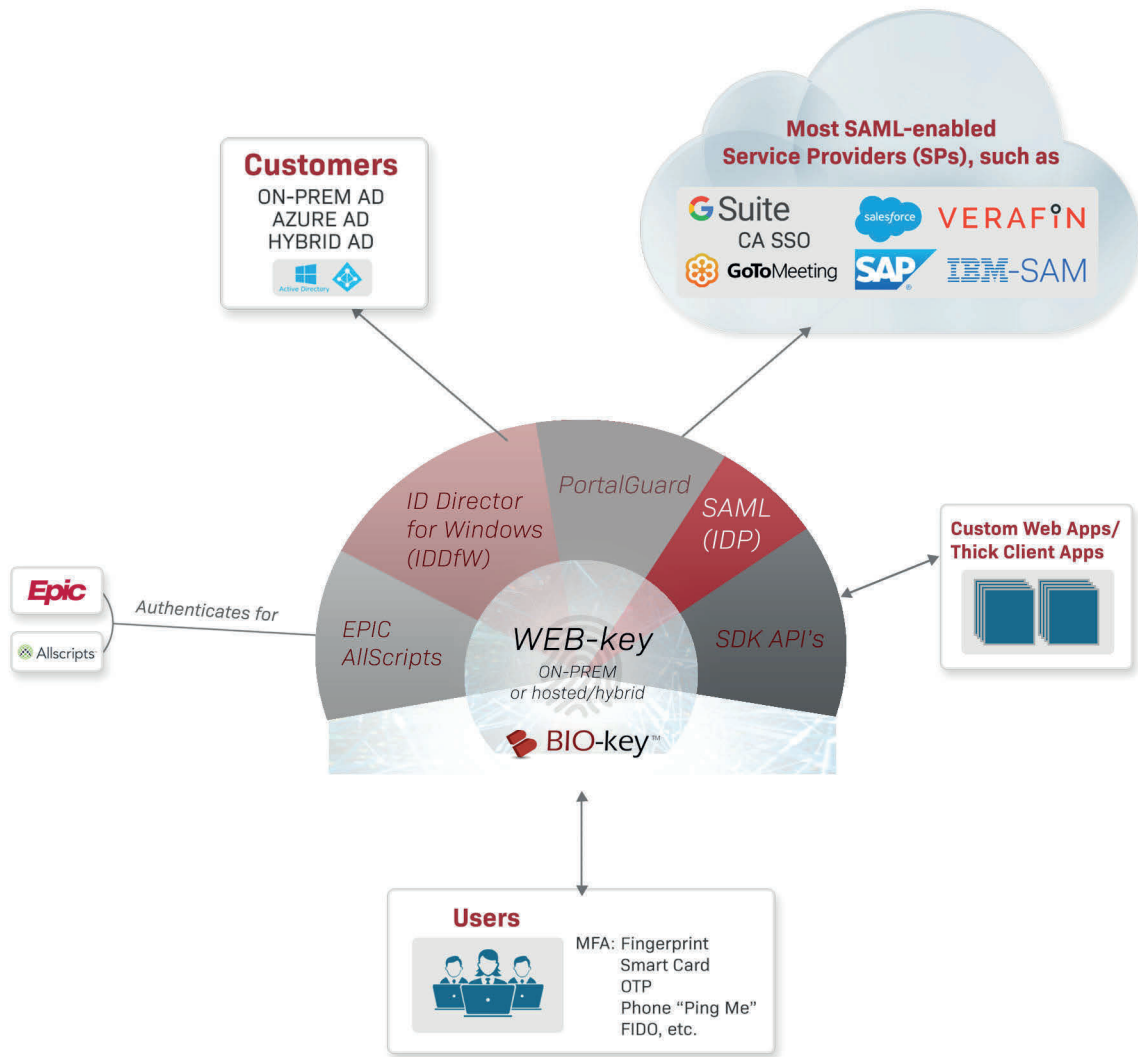 Most SAML-enabled
Service Providers (SPs), such as
G Suite
CA SSO
salesforce
VERAFIN
GoToMeeting
SAP®
IBM-SAM
Customers
ON-PREM AD
AZURE AD
HYBRID AD
Active Directory
ID Director
for Windows
(IDDfW)
PortalGuard
SAML
(IDP)
Custom Web Apps/
Thick Client Apps
Epic
Allscripts
Authenticates for
EPIC
AllScripts
WEB-key
ON-PREM
or hosted/hybrid
SDK API's
BIO-key™
Users
MFA: Fingerprint
Smart Card
OTP
Phone “Ping Me”
FIDO, etc.